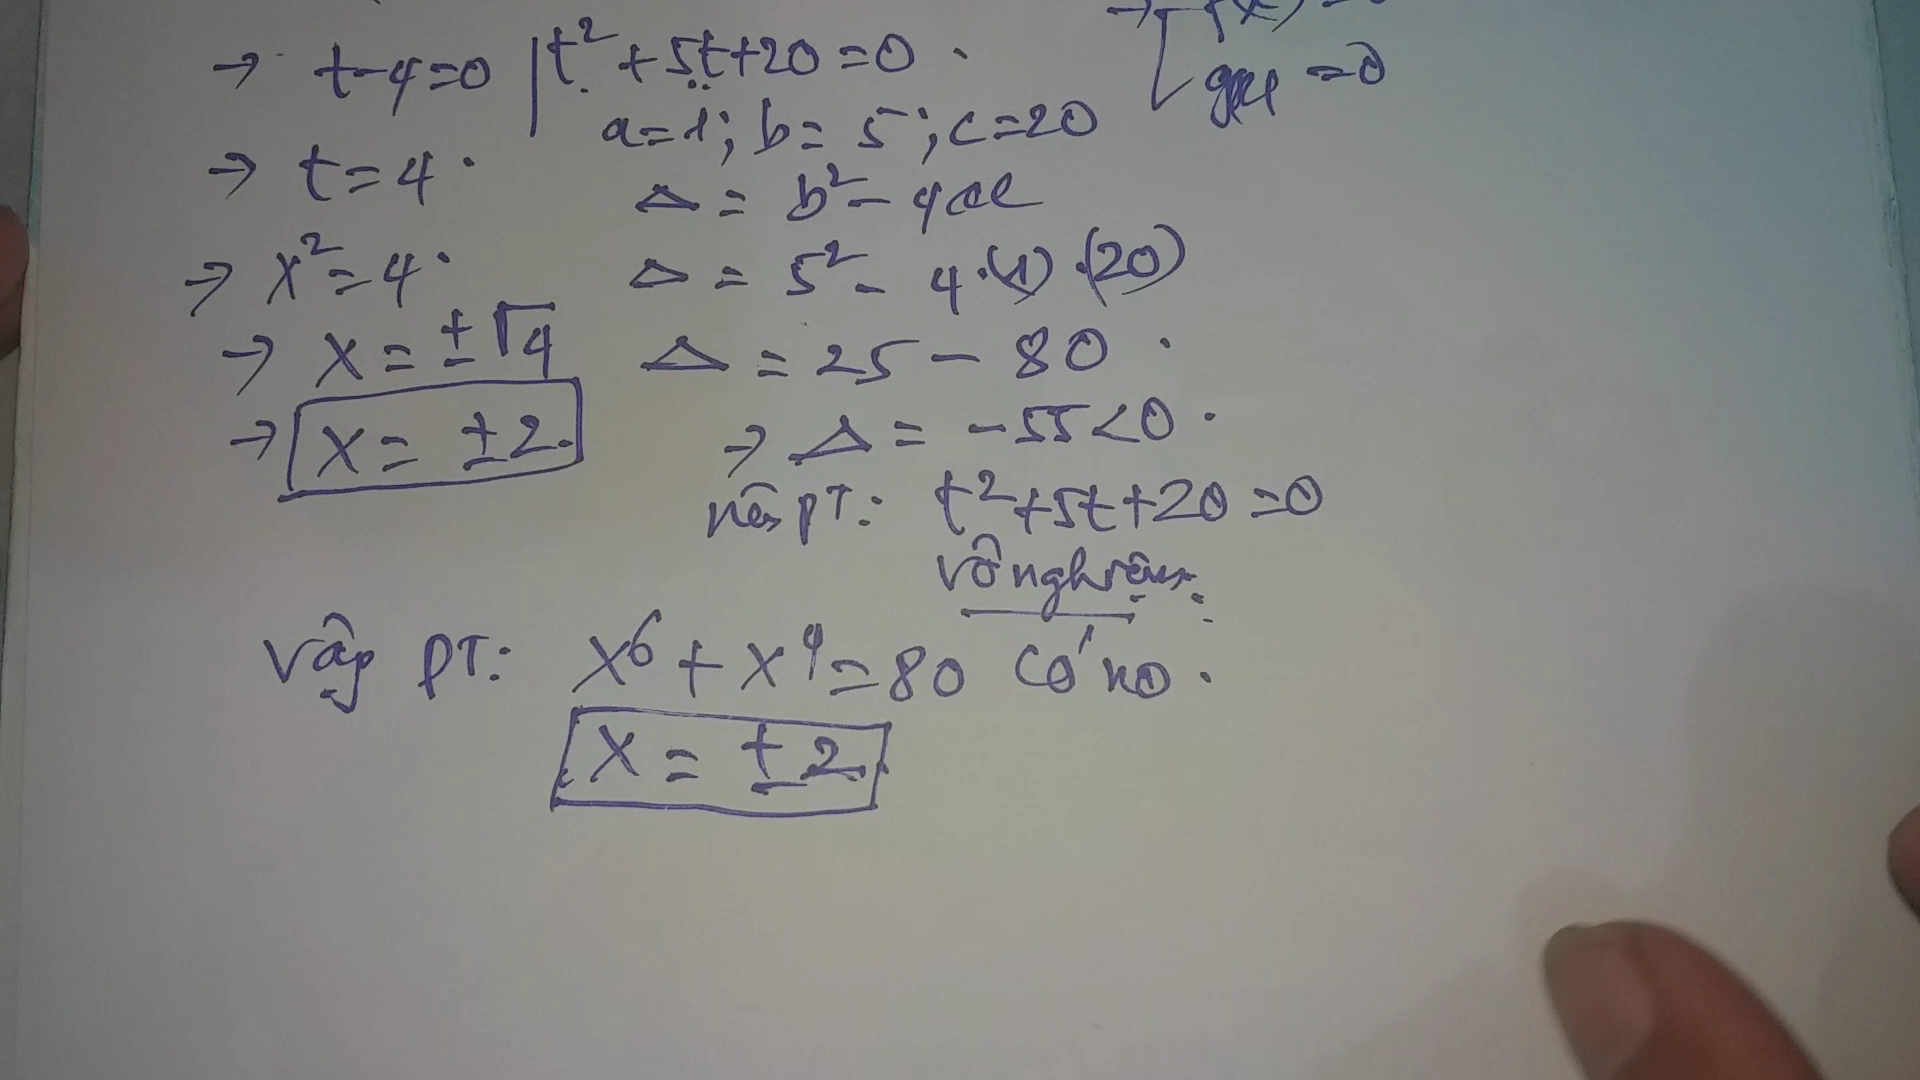 → t-4=0 | t²+5t+20=0.
g(x)=0
a=1; b=5; c=20
→ t=4.
Δ = b²-4ac
→ x²=4.
Δ = 5²-4.(1).(20)
→ x=±√4
Δ = 25-80.
→ x=±2.
→ Δ = -55<0.
nên PT: t²+5t+20=0
vô nghiệm.
Vậy PT: x⁶+x⁴=80 có no.
x=±2.